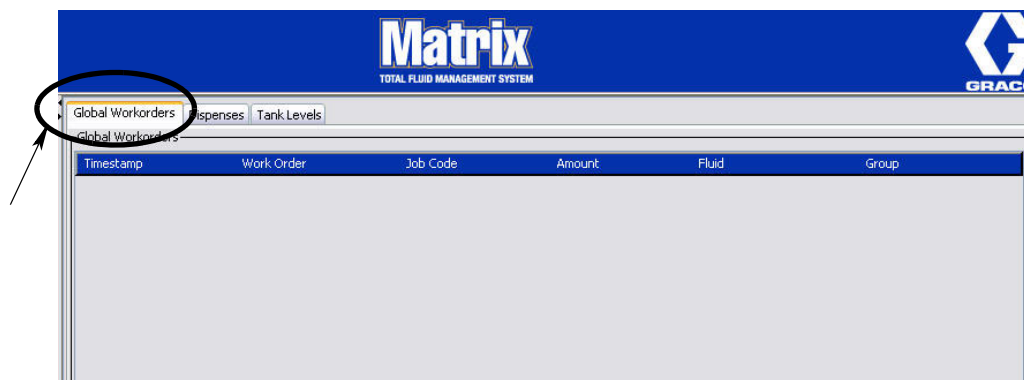 Matrix
TOTAL FLUID MANAGEMENT SYSTEM
GRACO
Global Workorders Dispenses Tank Levels
Global Workorders
Timestamp Work Order Job Code Amount Fluid Group